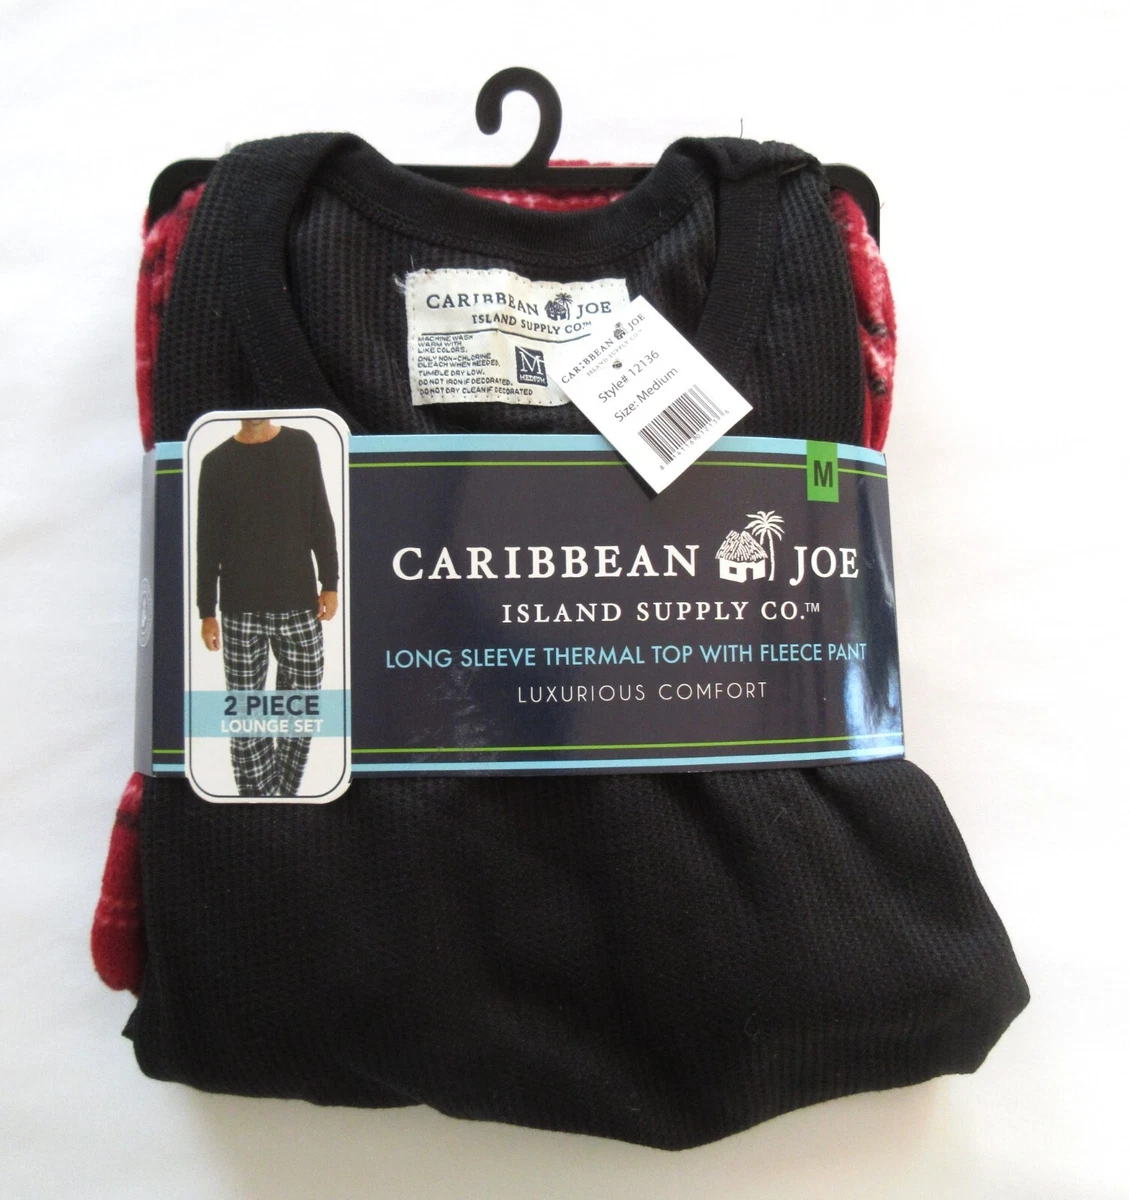 CARIBBEAN JOE
ISLAND SUPPLY CO.™
MACHINE WASH
WARM WITH
LIKE COLORS.
ONLY NON-CHLORINE
BLEACH WHEN NEEDED.
TUMBLE DRY LOW.
DO NOT IRON IF DECORATED.
DO NOT DRY CLEAN IF DECORATED
M
MEDIUM
CARIBBEAN JOE
ISLAND SUPPLY CO.™
Style# 12136
Size: Medium
M
CARIBBEAN JOE
ISLAND SUPPLY CO.™
LONG SLEEVE THERMAL TOP WITH FLEECE PANT
LUXURIOUS COMFORT
2 PIECE
LOUNGE SET